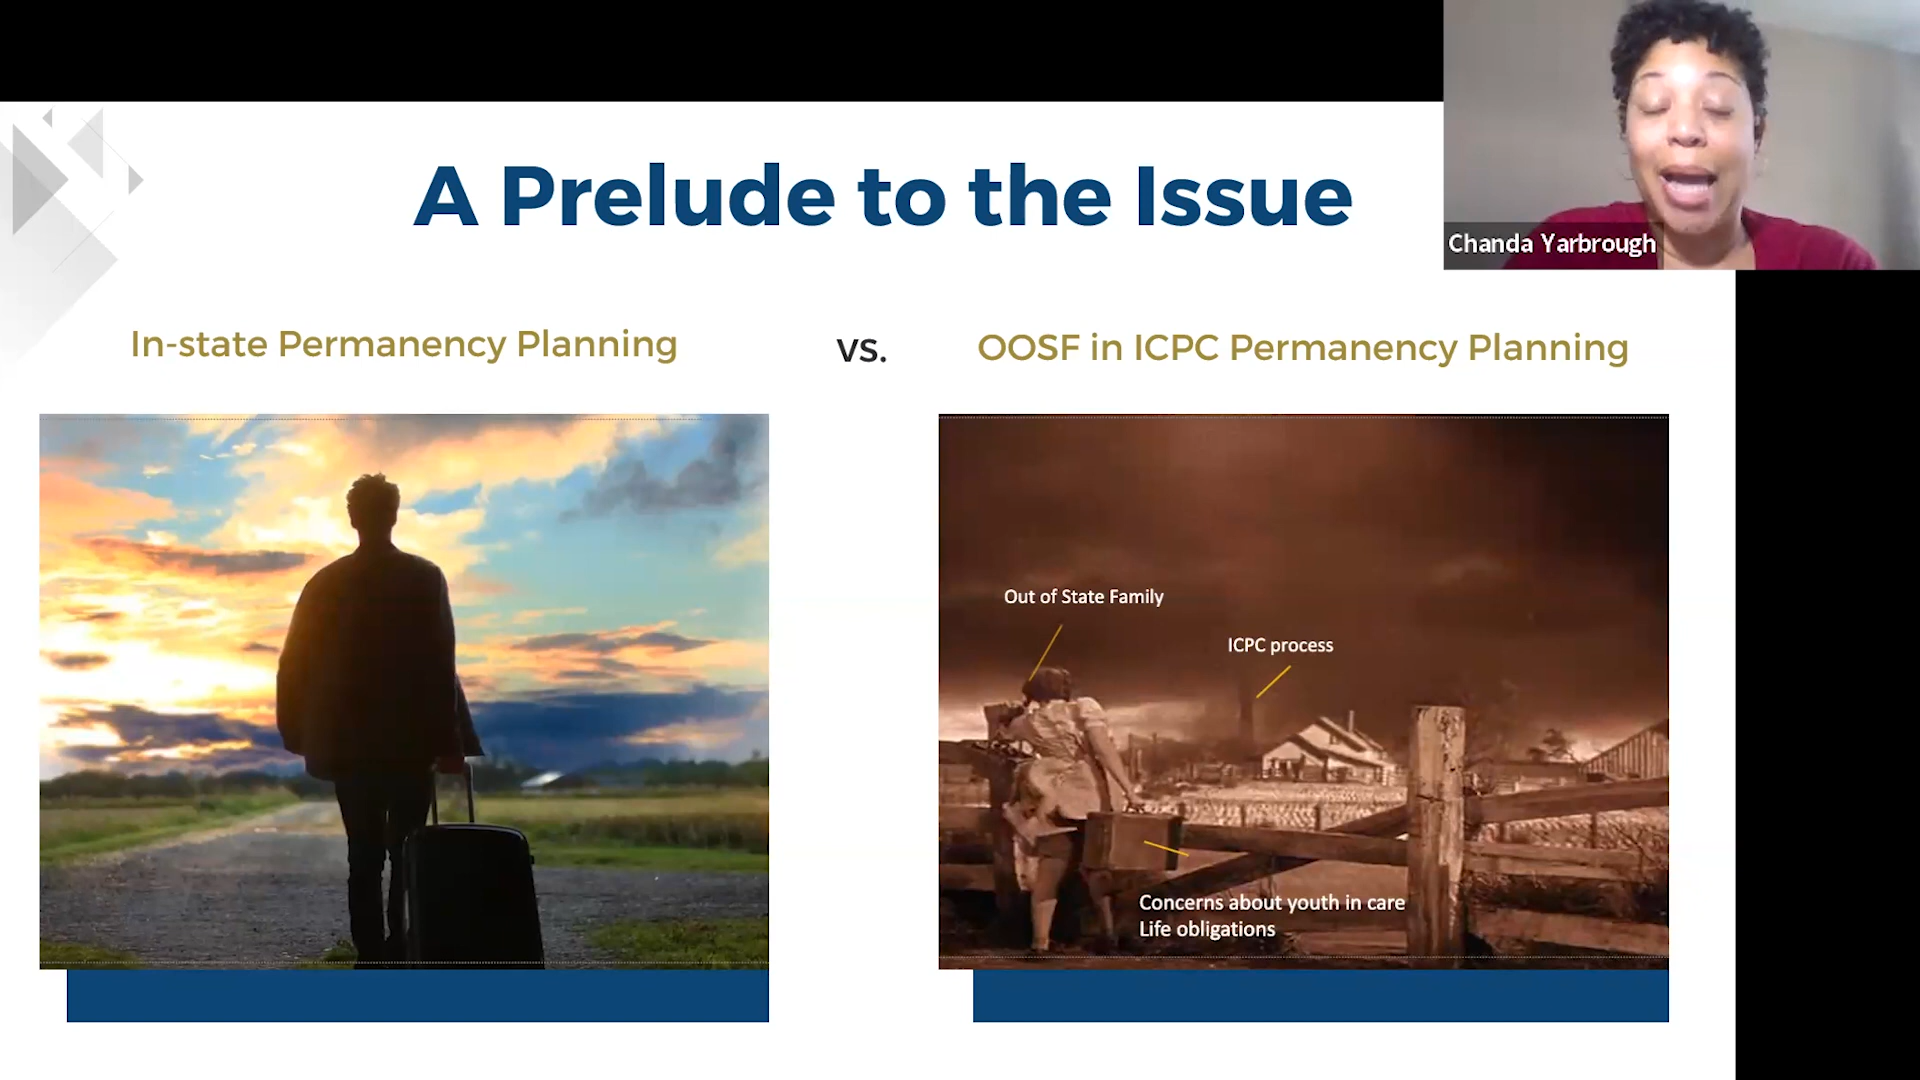 A Prelude to the Issue
Chanda Yarbrough
In-state Permanency Planning
vs.
OOSF in ICPC Permanency Planning
Out of State Family
ICPC process
Concerns about youth in care
Life obligations